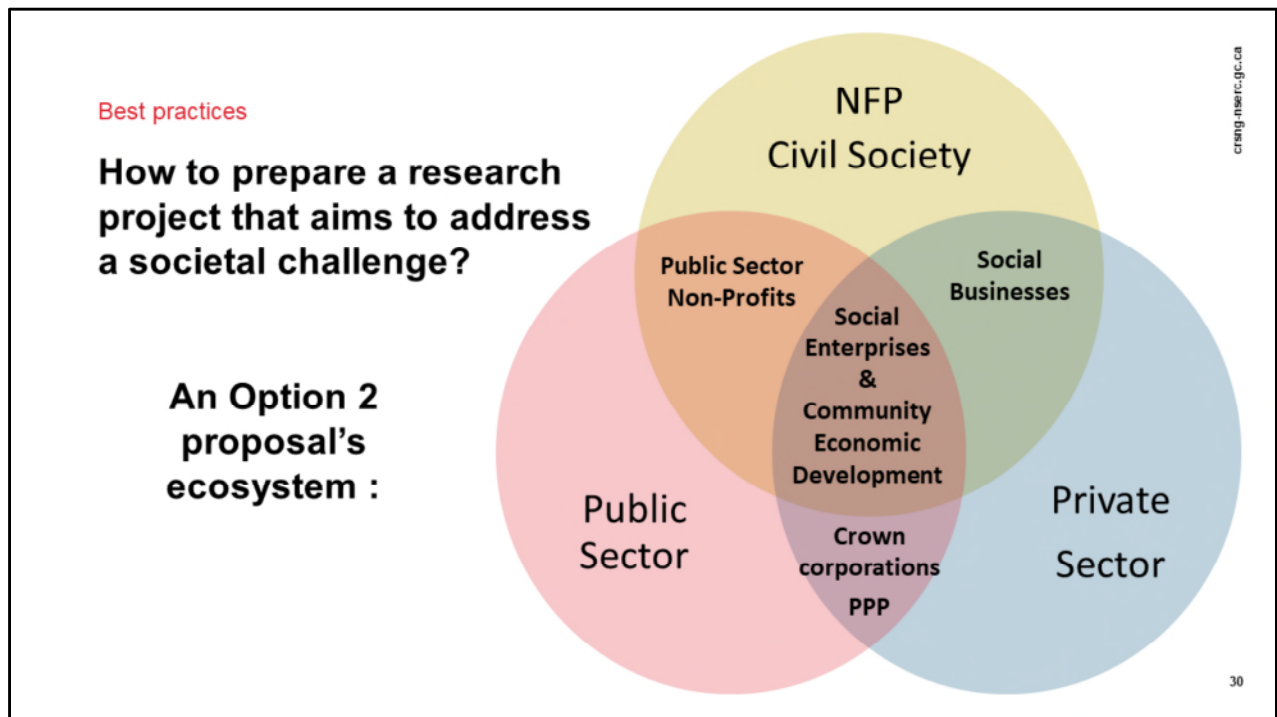 Best practices
How to prepare a research
project that aims to address
a societal challenge?
An Option 2
proposal's
ecosystem :
NFP
Civil Society
Public Sector
Non-Profits
Social
Businesses
Social
Enterprises
&
Community
Economic
Development
Public
Sector
Private
Sector
Crown
corporations
PPP
crsng-nserc.gc.ca
30